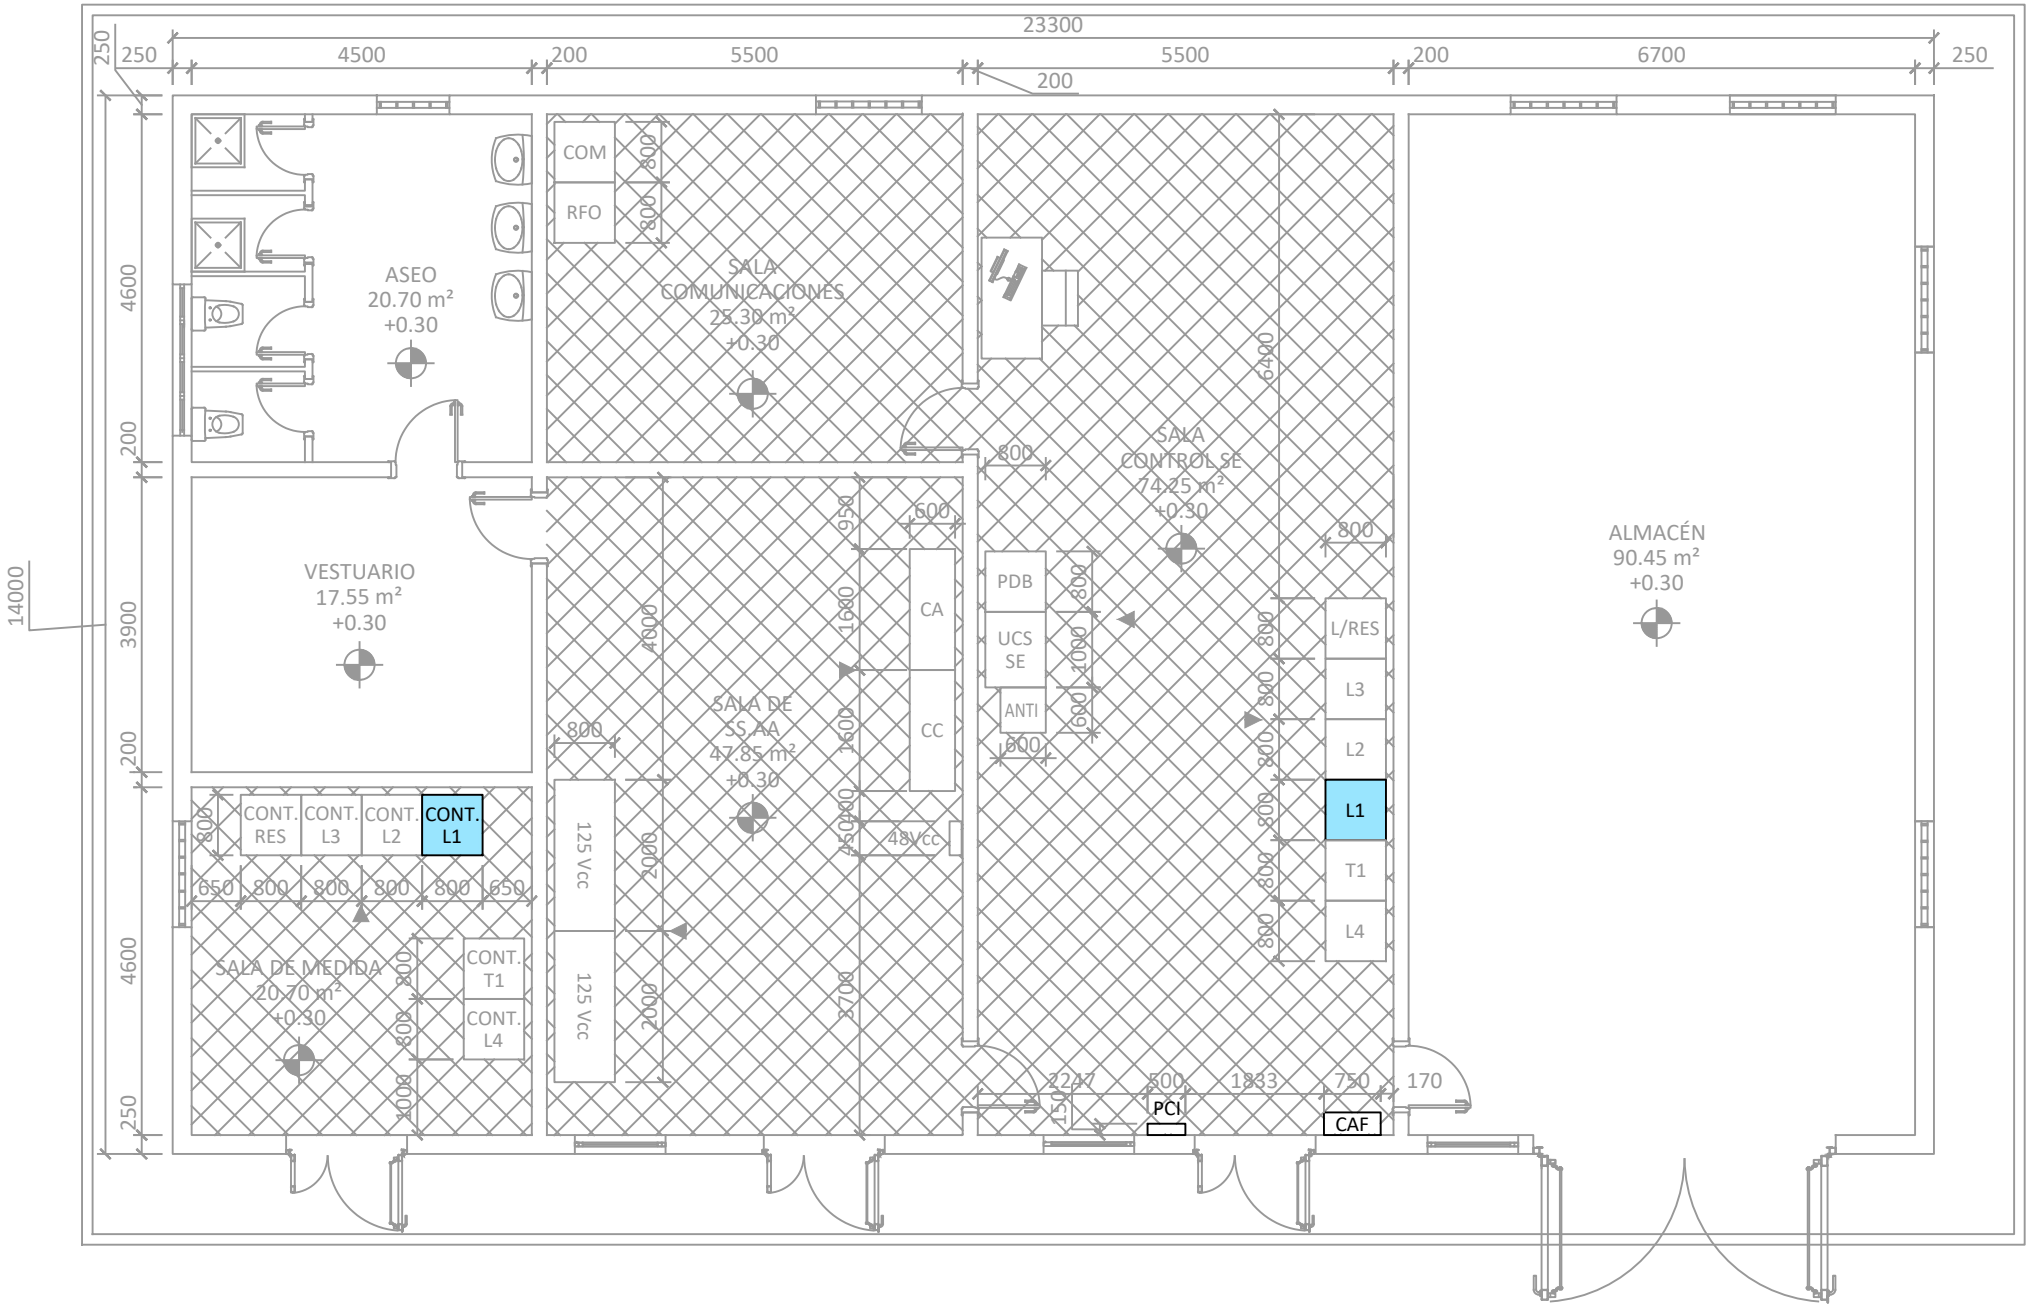 23300
250
250
4500
200
5500
200
5500
200
6700
250
14000
4600
200
3900
200
4600
250
ASEO
20.70 m²
+0.30
COM
800
RFO
800
SALA
COMUNICACIONES
25.30 m²
+0.30
6400
SALA
CONTROL SE
74.25 m²
+0.30
800
ALMACÉN
90.45 m²
+0.30
VESTUARIO
17.55 m²
+0.30
4000
950
600
1600
CA
1600
CC
400
450
48Vcc
3700
SALA DE
SS.AA
47.85 m²
+0.30
800
125 Vcc
2000
125 Vcc
2000
PDB
800
UCS
SE
1000
ANTI
600
600
800
L/RES
800
L3
800
L2
800
L1
800
T1
800
L4
800
800
CONT.
RES
CONT.
L3
CONT.
L2
CONT.
L1
650
800
800
800
800
650
SALA DE MEDIDA
20.70 m²
+0.30
800
CONT.
T1
800
CONT.
L4
1000
2247
500
1833
750
170
150
PCI
CAF